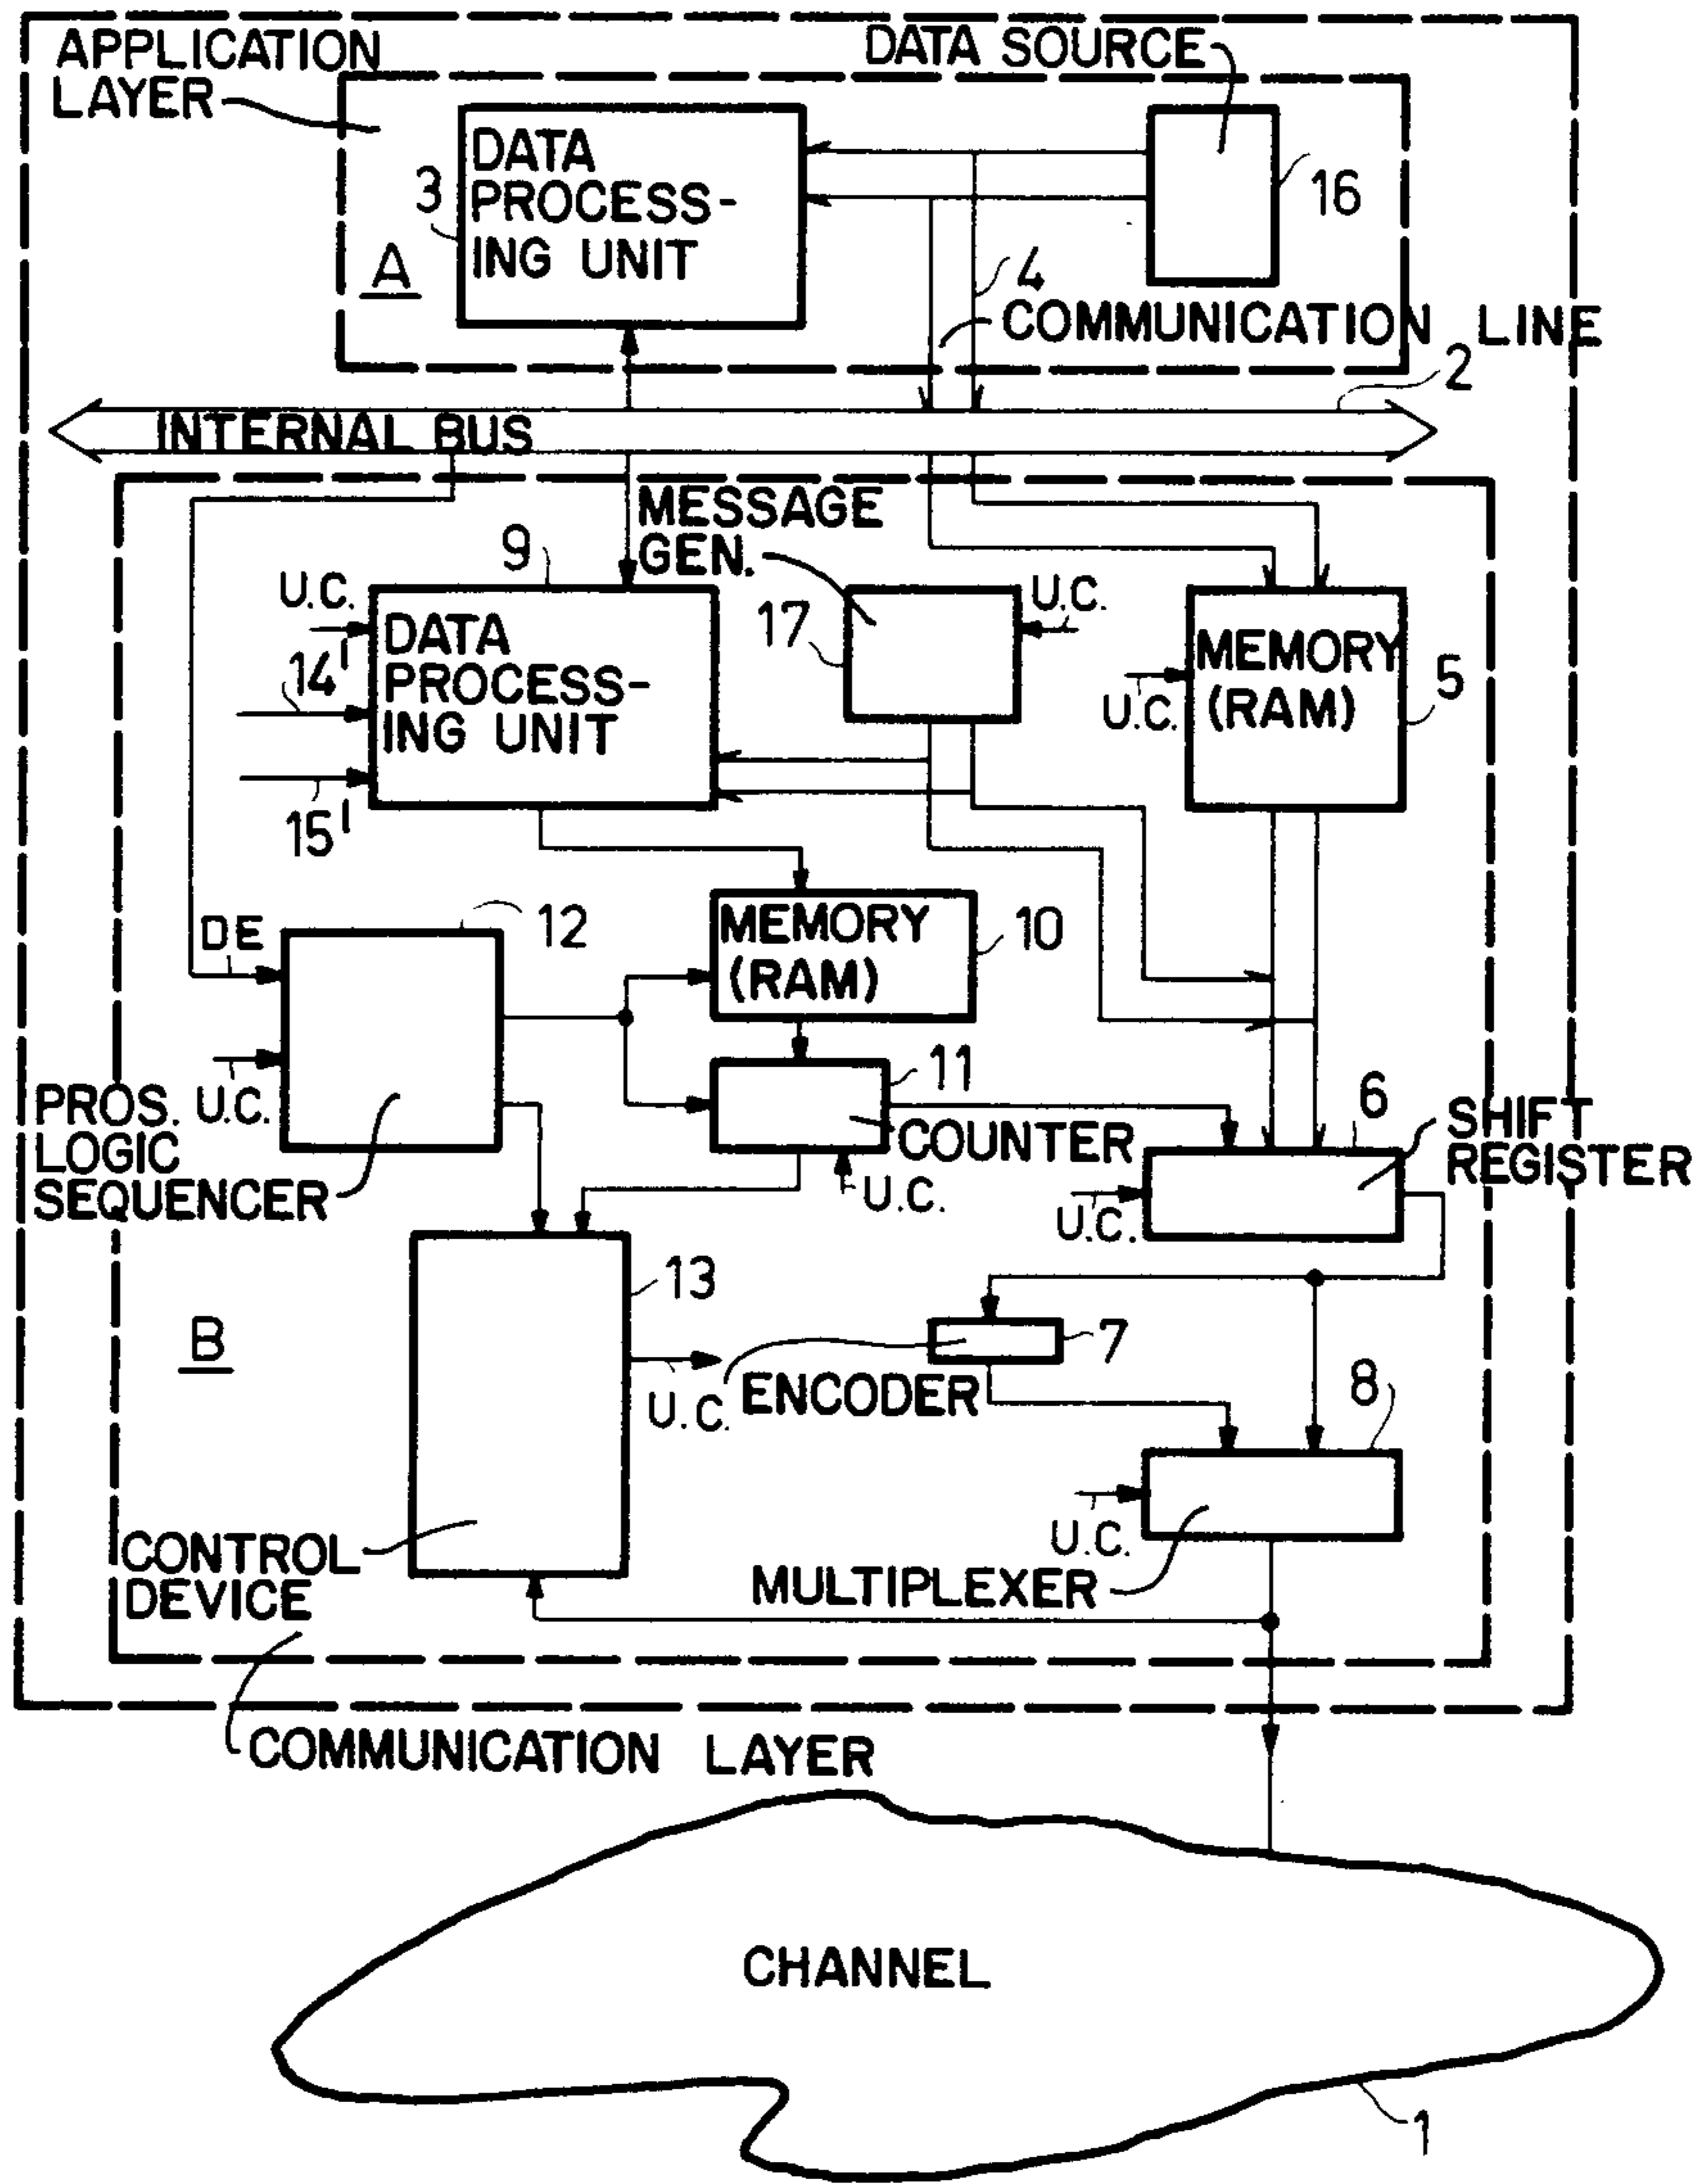 APPLICATION
LAYER
DATA SOURCE
DATA
PROCESS-
ING UNIT
3
16
A
4
COMMUNICATION LINE
2
INTERNAL BUS
MESSAGE
GEN.
9
U.C.
17
U.C.
DATA
PROCESS-
ING UNIT
14'
15'
MEMORY
(RAM)
U.C.
5
DE
12
MEMORY
(RAM)
10
U.C.
11
COUNTER
U.C.
PROS.
LOGIC
SEQUENCER
6
SHIFT
REGISTER
U.C.
13
U.C.
B
7
ENCODER
8
U.C.
CONTROL
DEVICE
MULTIPLEXER
COMMUNICATION LAYER
CHANNEL
1